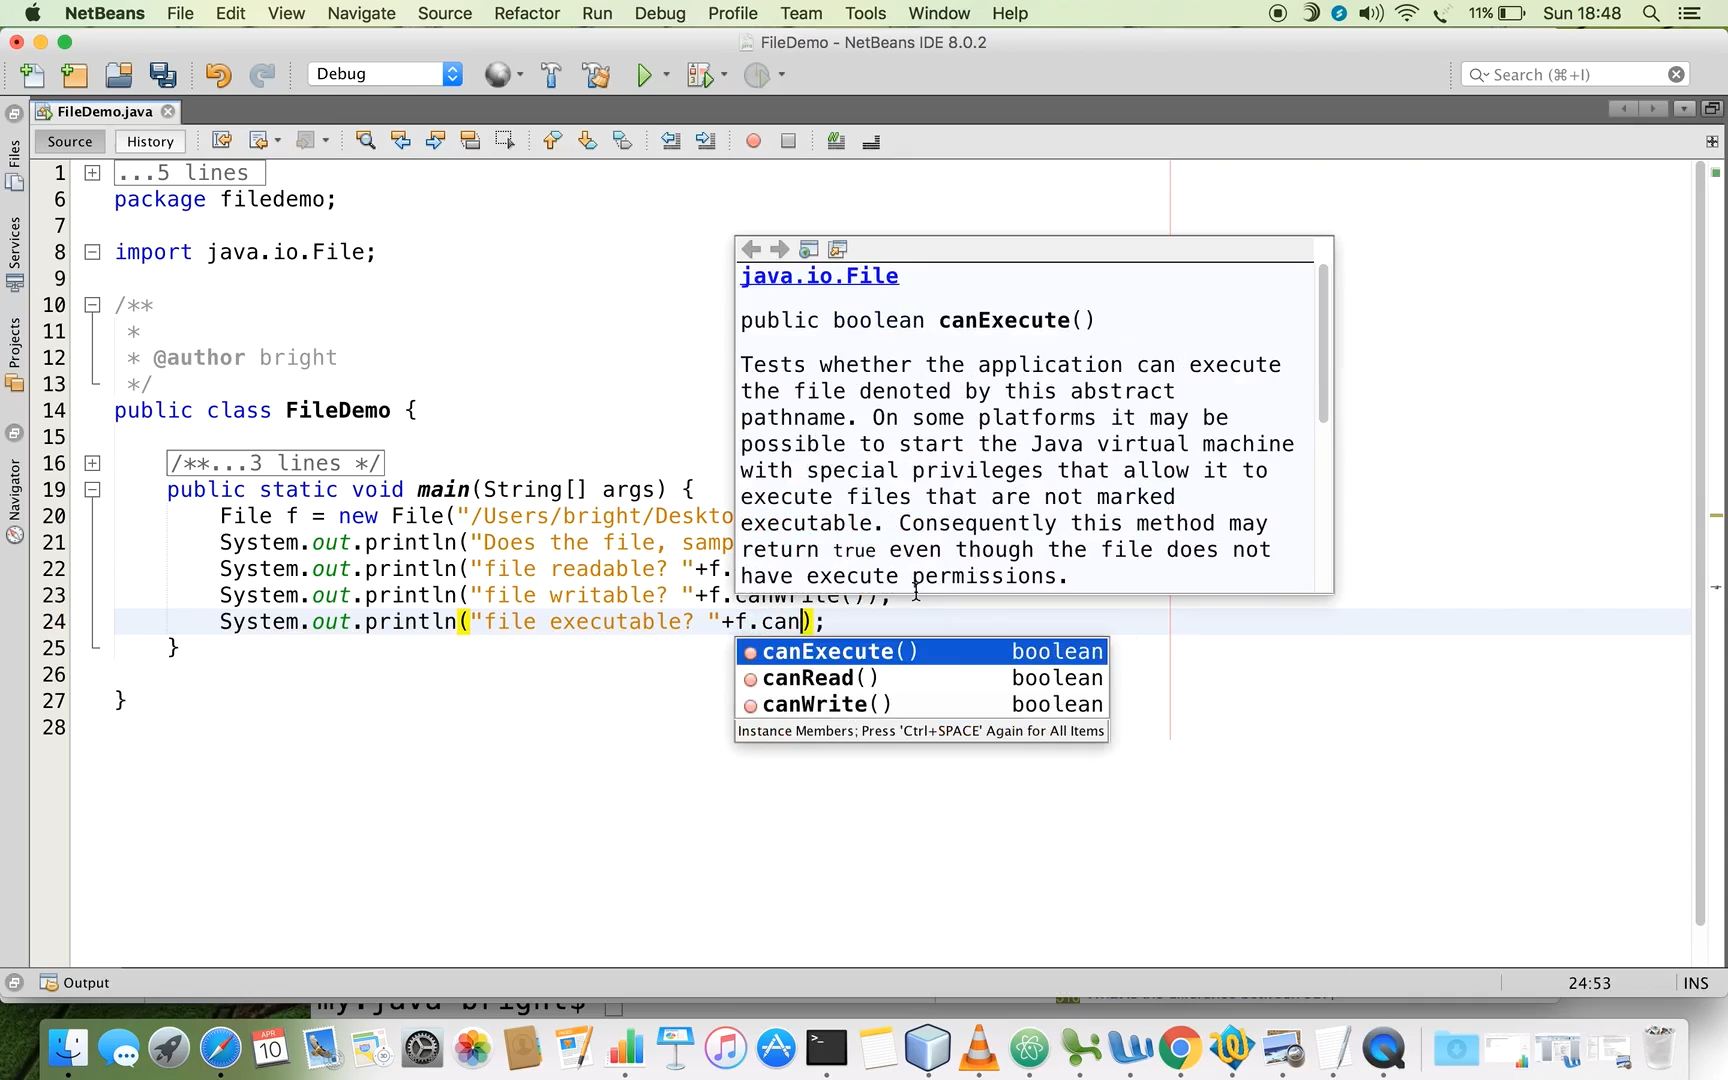 NetBeans File Edit View Navigate Source Refactor Run Debug Profile Team Tools Window Help 11% Sun 18:48
FileDemo - NetBeans IDE 8.0.2
Debug Search (⌘+I)
FileDemo.java
Source History
Files
Services
Projects
Navigator
1 ...5 lines
6 package filedemo;
7
8 import java.io.File;
9
10 /**
11 *
12 * @author bright
13 */
14 public class FileDemo {
15
16 /**...3 lines */
19 public static void main(String[] args) {
20 File f = new File("/Users/bright/Deskto
21 System.out.println("Does the file, samp
22 System.out.println("file readable? "+f.
23 System.out.println("file writable? "+f.canWrite());
24 System.out.println("file executable? "+f.can);
25 }
26
27 }
28
java.io.File
public boolean canExecute()
Tests whether the application can execute
the file denoted by this abstract
pathname. On some platforms it may be
possible to start the Java virtual machine
with special privileges that allow it to
execute files that are not marked
executable. Consequently this method may
return true even though the file does not
have execute permissions.
canExecute() boolean
canRead() boolean
canWrite() boolean
Instance Members; Press 'Ctrl+SPACE' Again for All Items
Output 24:53 INS
my.java bright$
APR
10